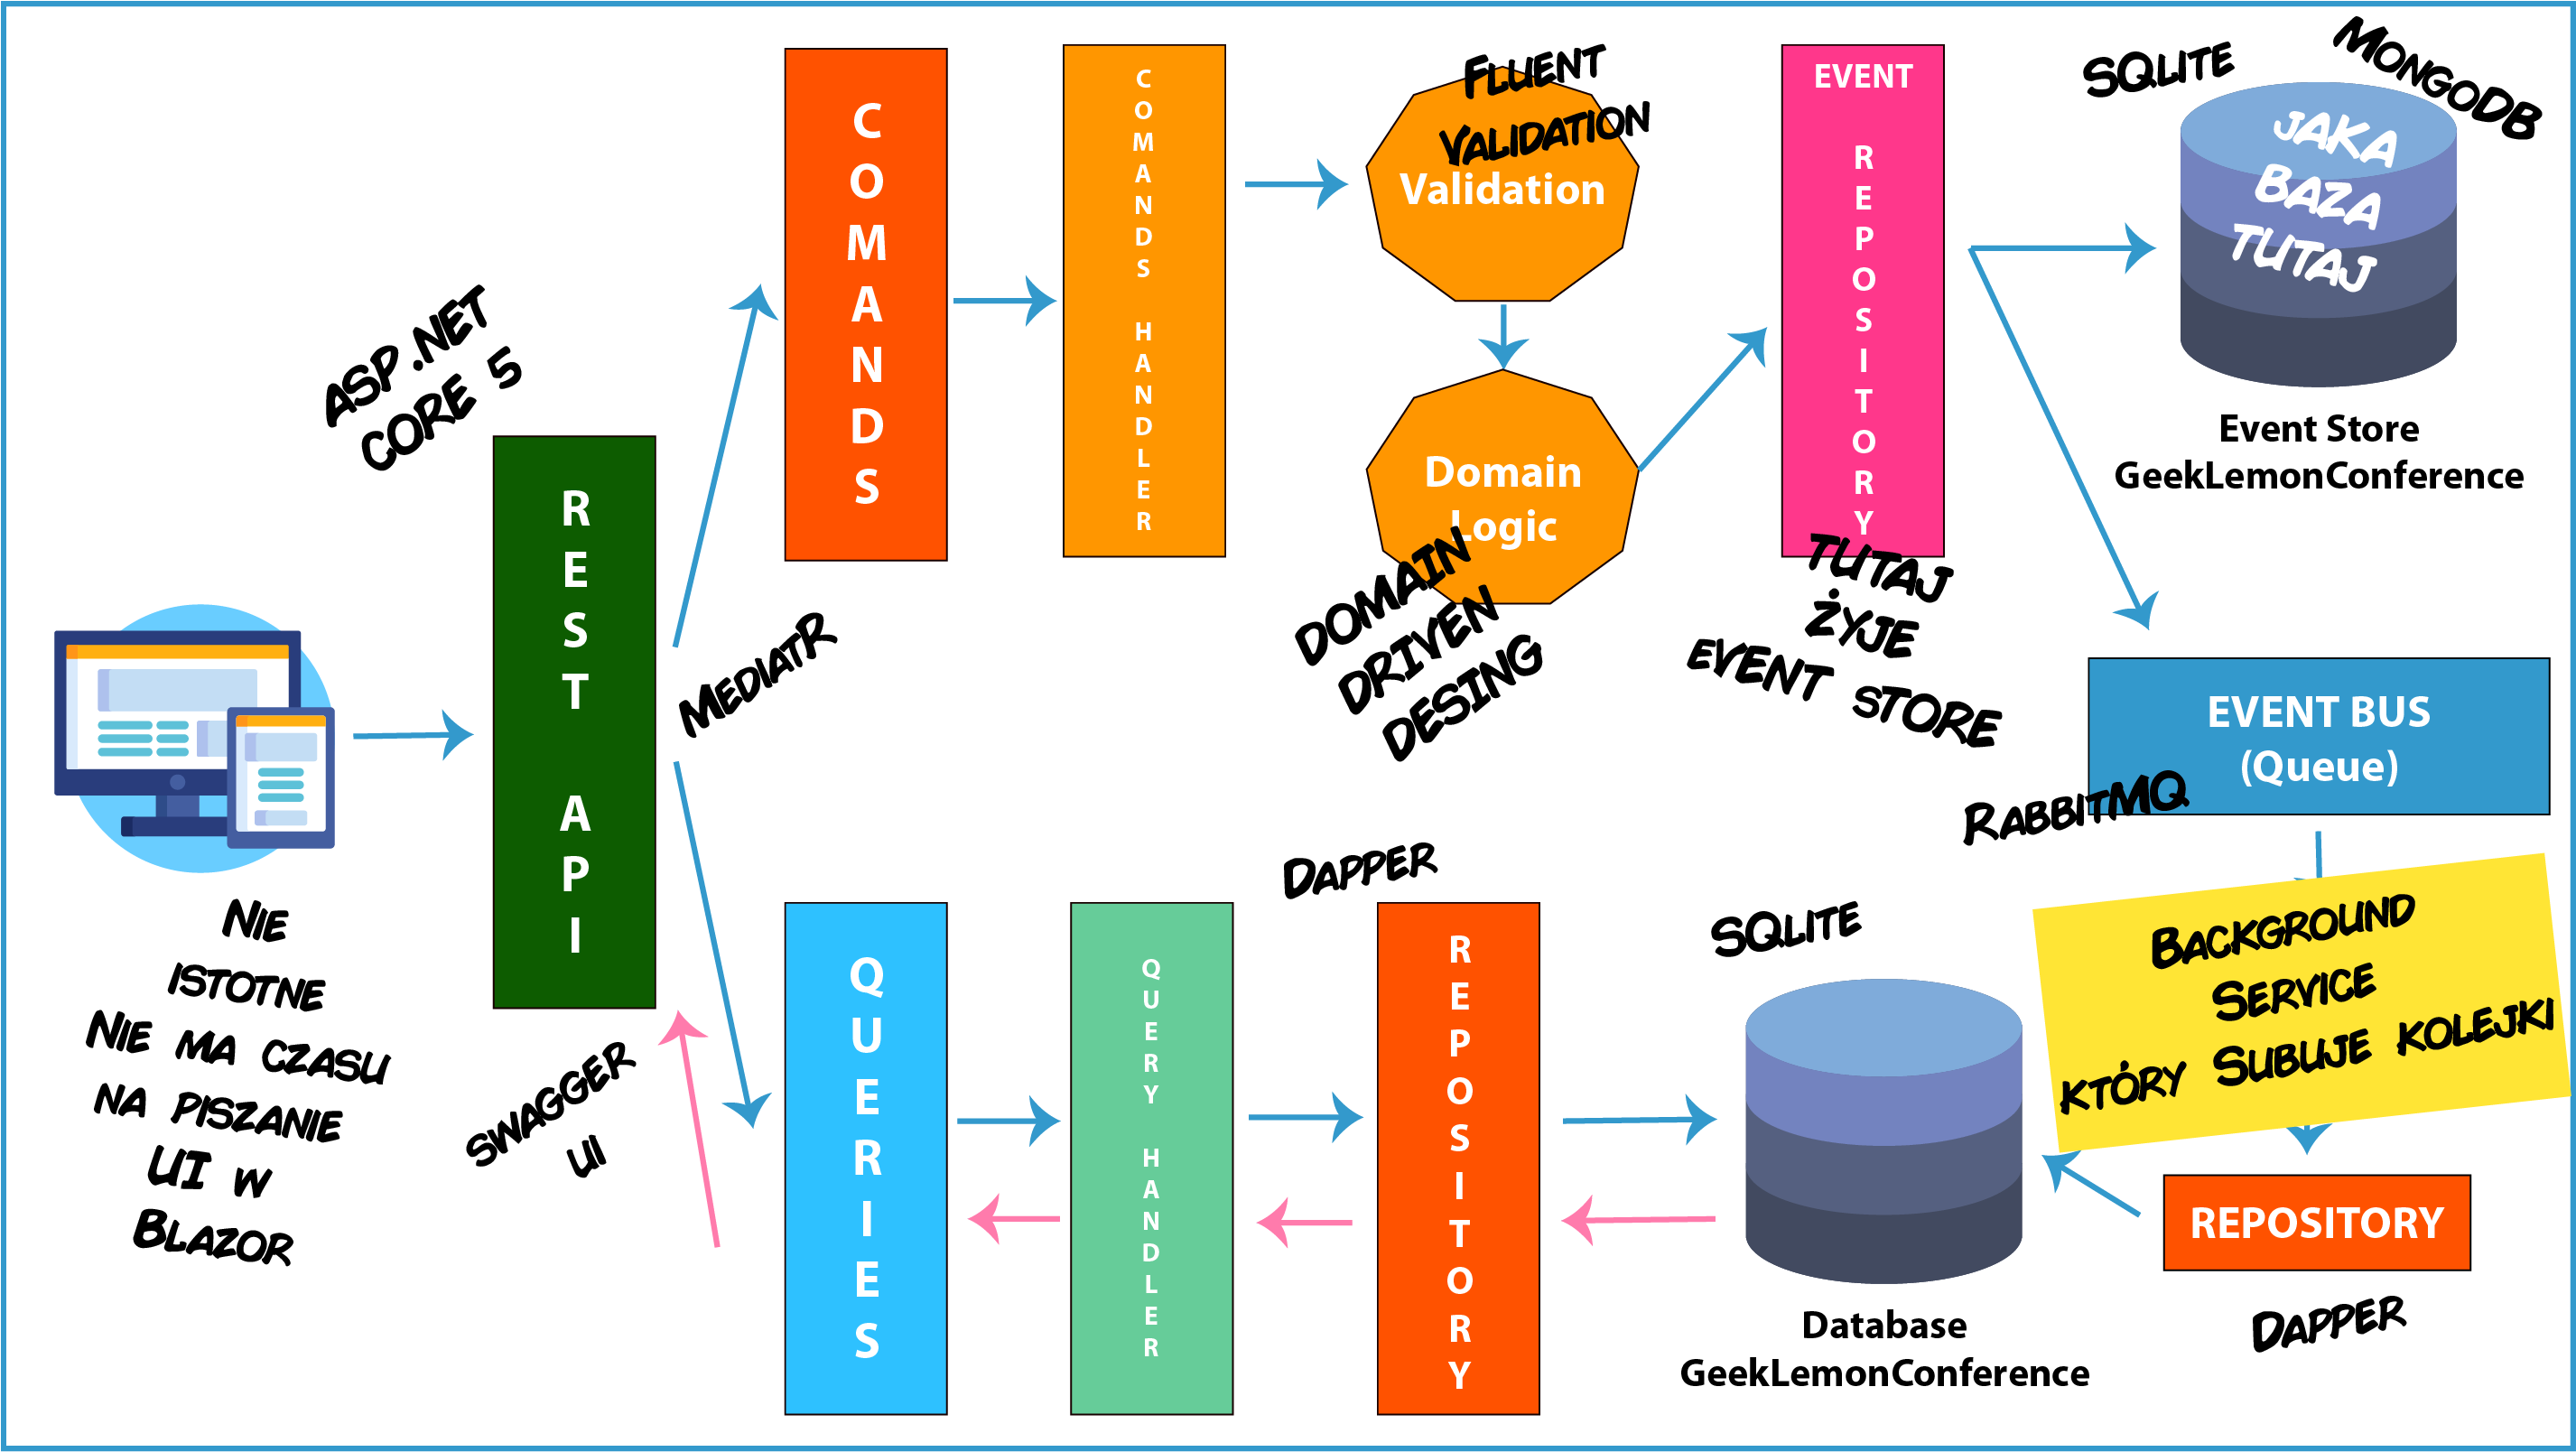 ASP.NET
CORE 5
REST API
NIE
ISTOTNE
NIE MA CZASU
NA PISZANIE
UI W
BLAZOR
MEDIATR
SWAGGER
UI
COMANDS
COMANDS HANDLER
FLUENT
VALIDATION
Validation
Domain
Logic
DOMAIN
DRIVEN
DESING
EVENT
REPOSITORY
TUTAJ
ŻYJE
EVENT STORE
SQLITE
MONGODB
JAKA
BAZA
TUTAJ
Event Store
GeekLemonConference
EVENT BUS
(Queue)
RABBITMQ
BACKGROUND
SERVICE
KTÓRY SUBUJE KOLEJKI
REPOSITORY
DAPPER
QUERIES
QUERY HANDLER
DAPPER
REPOSITORY
SQLITE
Database
GeekLemonConference